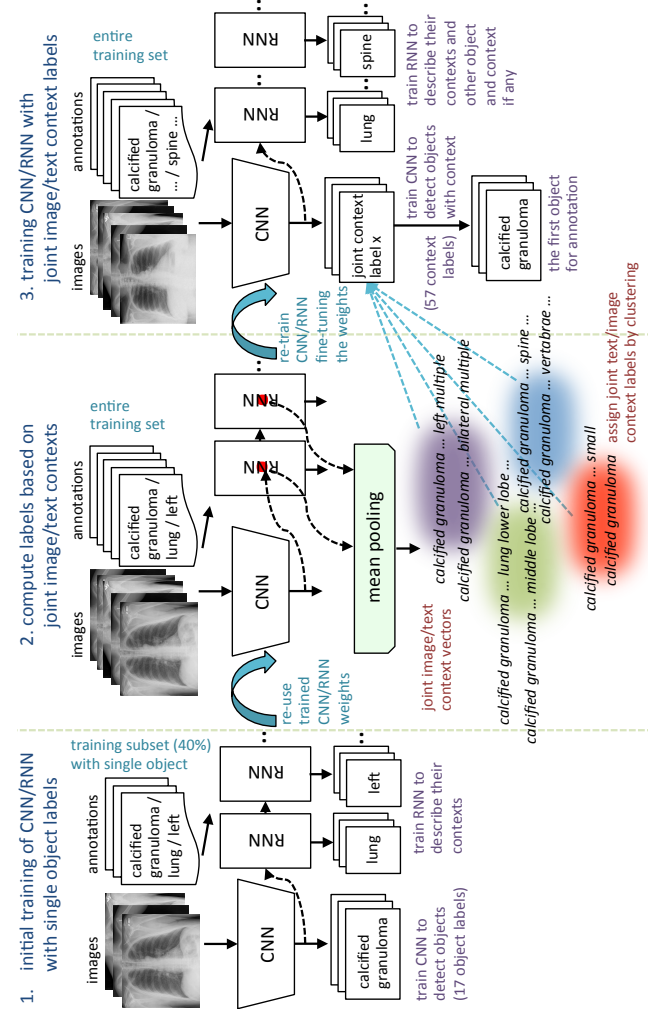 1. initial training of CNN/RNN
with single object labels
images
annotations
training subset (40%)
with single object
calcified
granuloma /
lung / left
CNN
RNN
RNN
...
calcified
granuloma
lung
left
...
train CNN to
detect objects
(17 object labels)
train RNN to
describe their
contexts
2. compute labels based on
joint image/text contexts
images
annotations
entire
training set
calcified
granuloma /
lung / left
re-use
trained
CNN/RNN
weights
CNN
RNN
RNN
...
mean pooling
joint image/text
context vectors
calcified granuloma ... left multiple
calcified granuloma ... bilateral multiple
calcified granuloma ... lung lower lobe ...
calcified granuloma ... middle lobe ...
calcified granuloma ... spine ...
calcified granuloma ... vertabrae ...
calcified granuloma ... small
calcified granuloma
assign joint text/image
context labels by clustering
3. training CNN/RNN with
joint image/text context labels
images
annotations
entire
training set
calcified
granuloma /
... / spine ...
re-train
CNN/RNN
fine-tuning
the weights
CNN
RNN
RNN
...
joint context
label x
lung
spine
...
(57 context
labels)
train CNN to
detect objects
with context
train RNN to
describe their
contexts and
other object
and context
if any
calcified
granuloma
the first object
for annotation